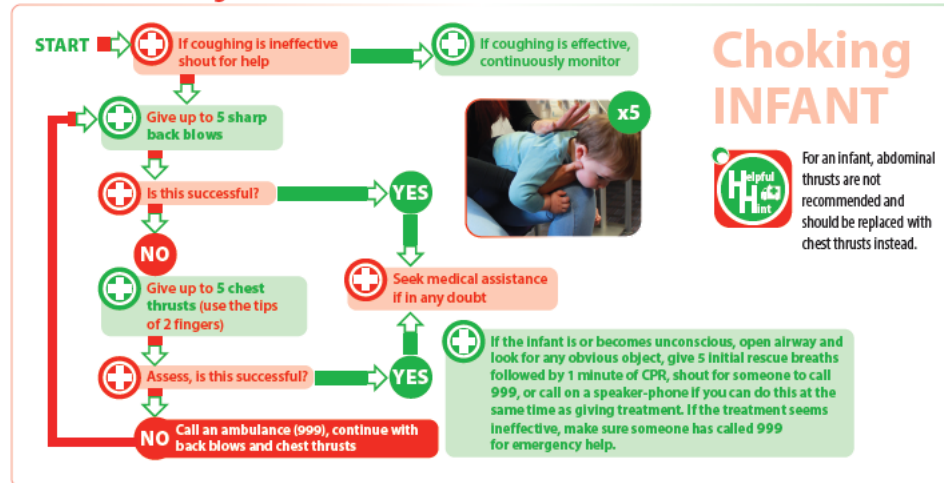 START
If coughing is ineffective
shout for help
If coughing is effective,
continuously monitor
Choking
INFANT
Give up to 5 sharp
back blows
x5
Helpful
Hint
For an infant, abdominal
thrusts are not
recommended and
should be replaced with
chest thrusts instead.
Is this successful?
YES
NO
Seek medical assistance
if in any doubt
Give up to 5 chest
thrusts (use the tips
of 2 fingers)
Assess, is this successful?
YES
If the infant is or becomes unconscious, open airway and
look for any obvious object, give 5 initial rescue breaths
followed by 1 minute of CPR, shout for someone to call
999, or call on a speaker-phone if you can do this at the
same time as giving treatment. If the treatment seems
ineffective, make sure someone has called 999
for emergency help.
NO
Call an ambulance (999), continue with
back blows and chest thrusts